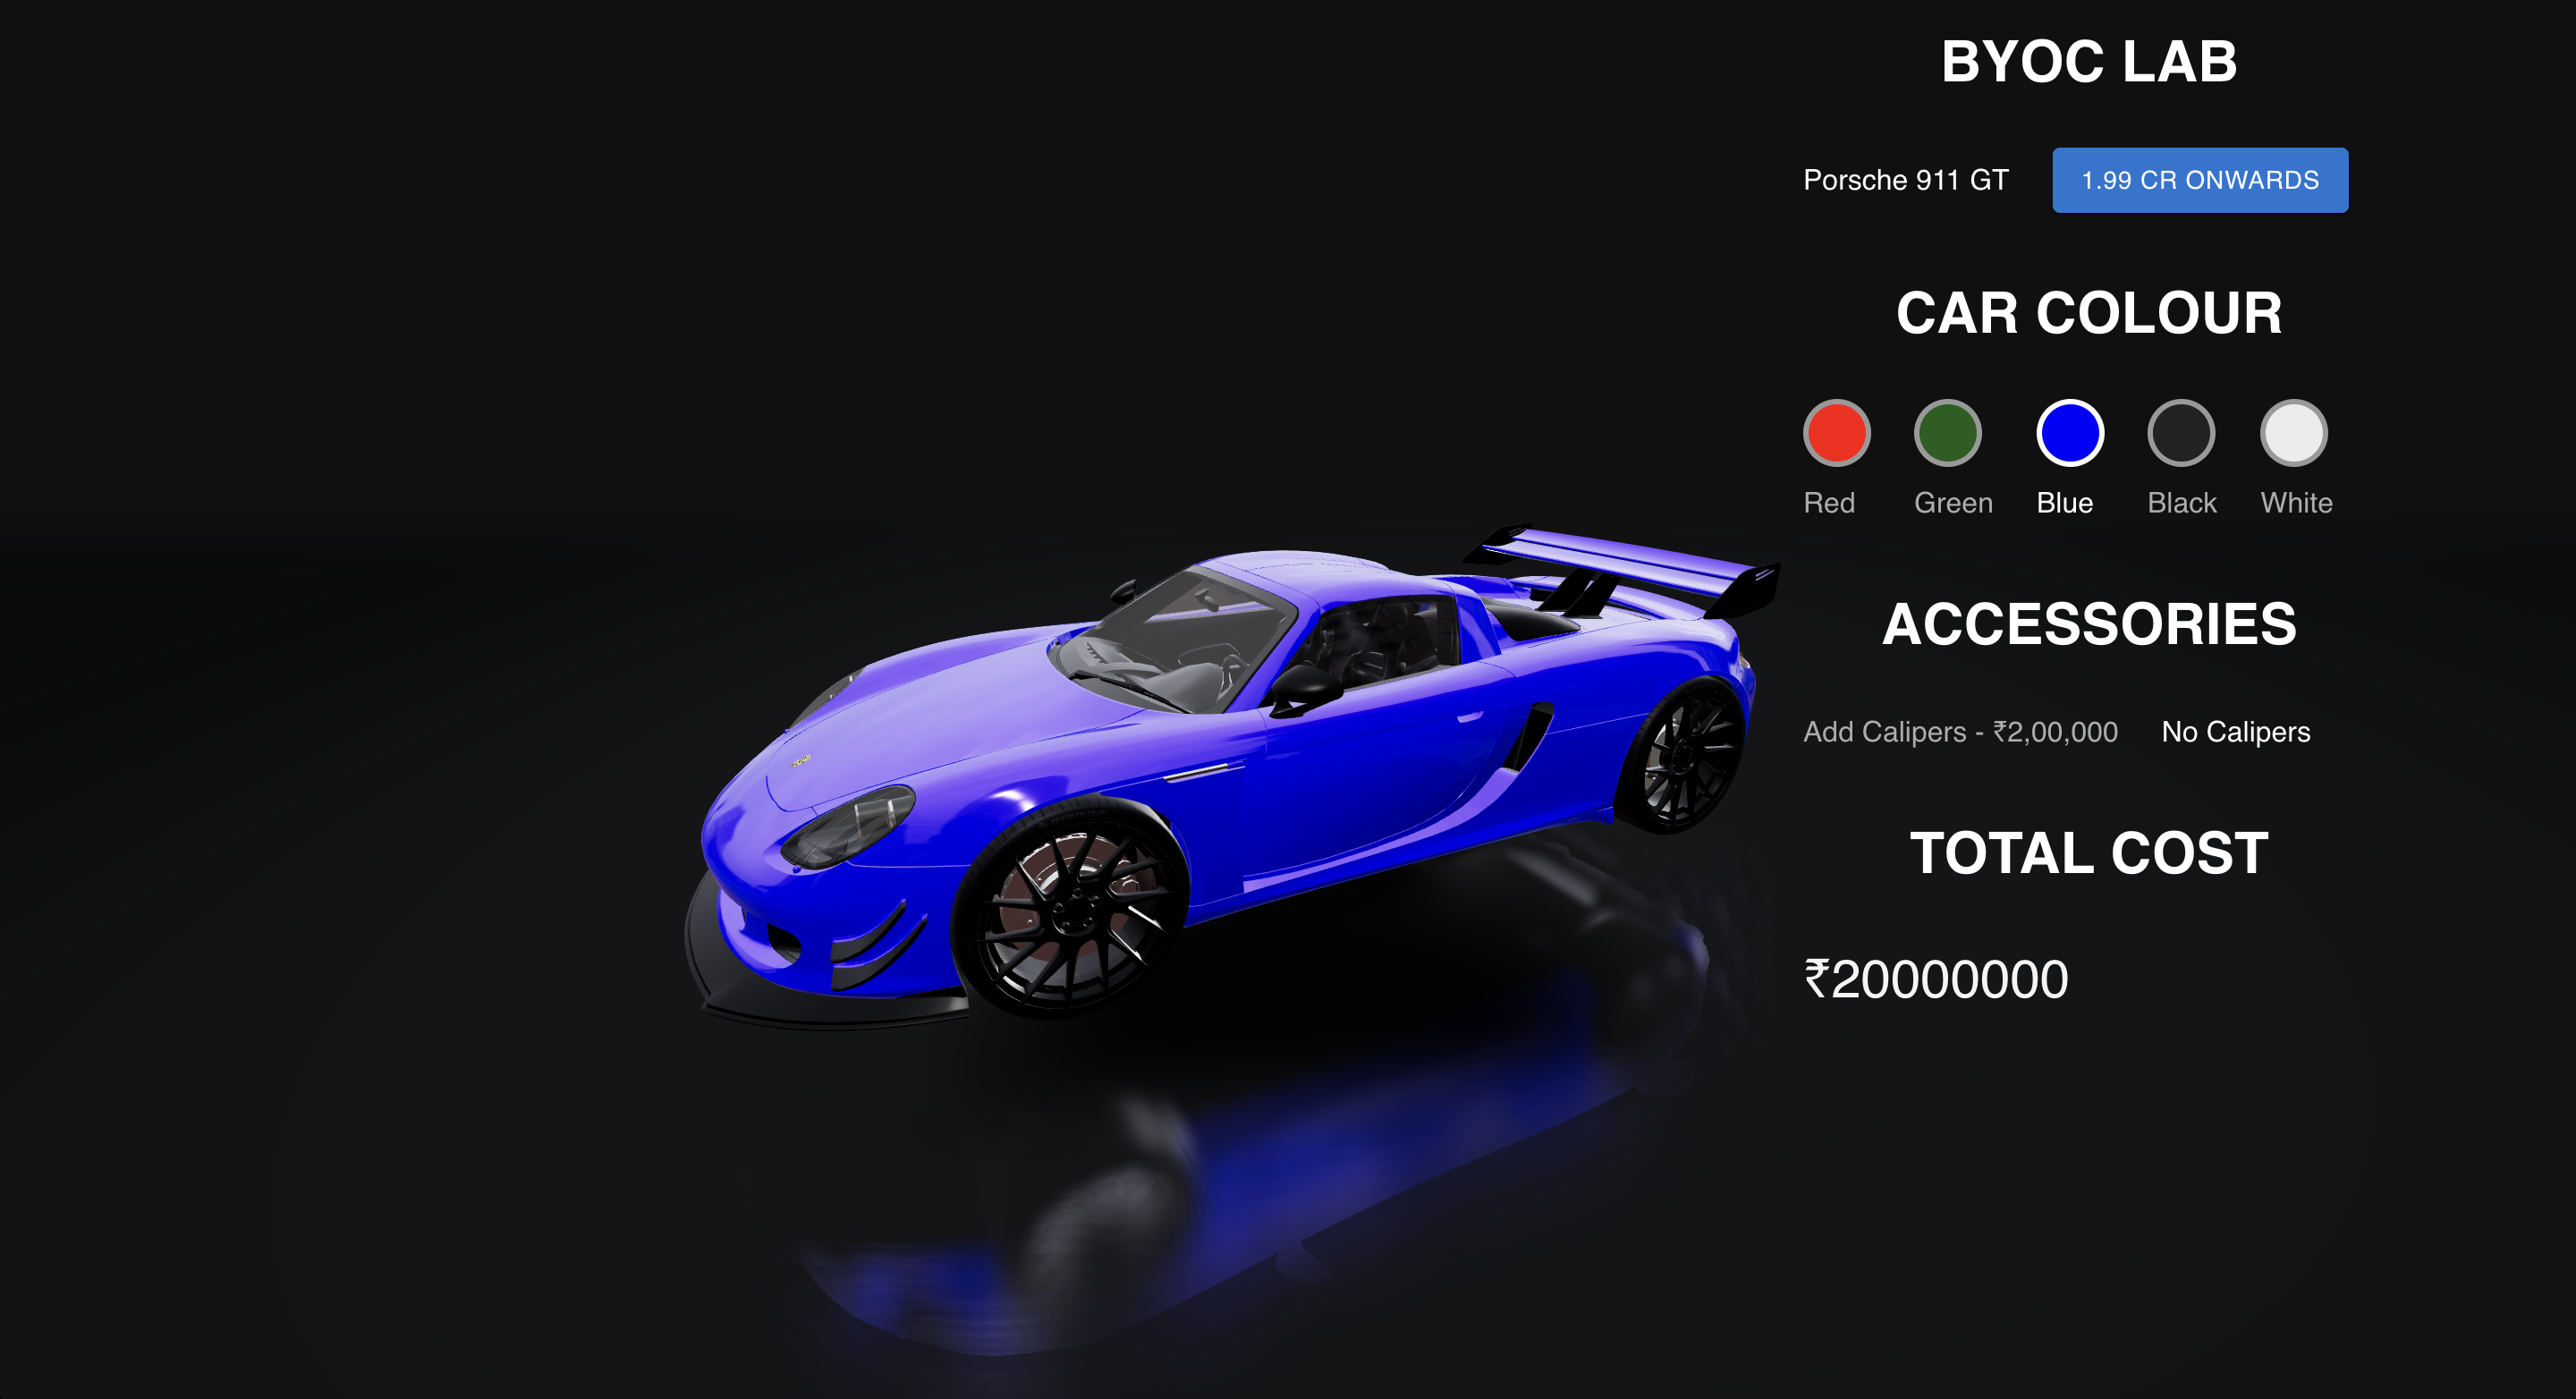 BYOC LAB
Porsche 911 GT 1.99 CR ONWARDS
CAR COLOUR
Red Green Blue Black White
ACCESSORIES
Add Calipers - ₹2,00,000 No Calipers
TOTAL COST
₹20000000